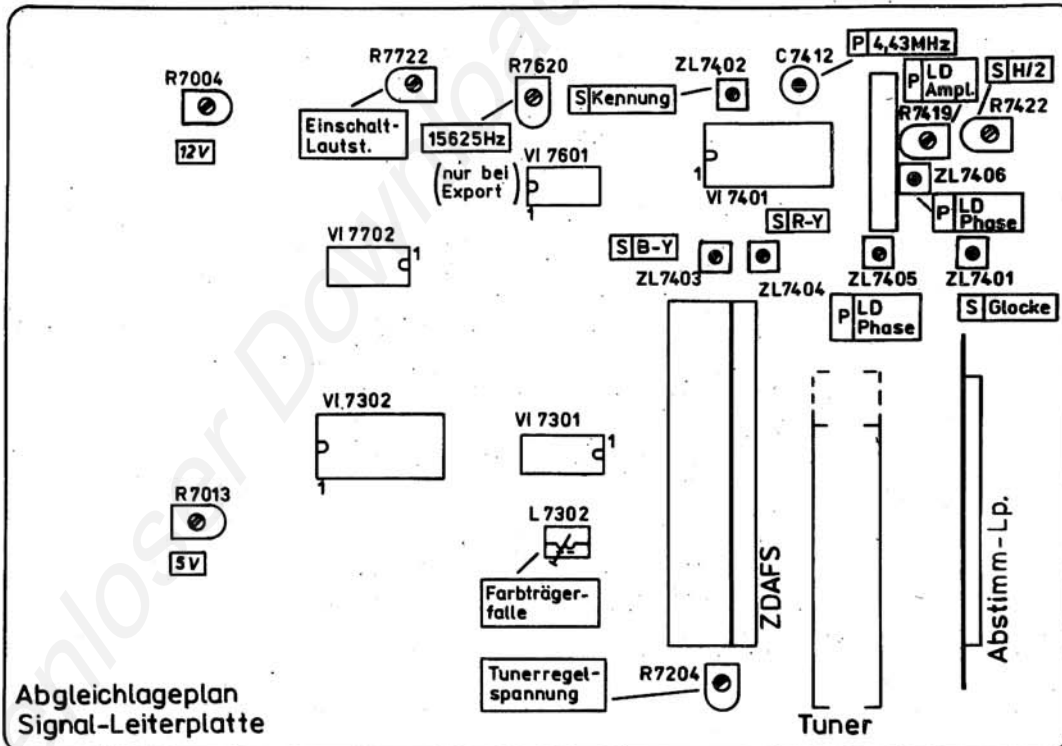 R7004
12V
R7722
Einschalt-
Lautst.
R7620
15625Hz
(nur bei
Export)
VI 7601
1
ZL7402
S Kennung
C7412
P 4,43MHz
P LD
Ampl.
S H/2
R7419
R7422
1
VI 7401
ZL7406
P LD
Phase
S R-Y
S B-Y
ZL7403
ZL7404
ZL7405
P LD
Phase
ZL7401
S Glocke
VI 7702
1
VI 7302
1
VI 7301
1
R7013
5V
L 7302
Farbträger-
falle
ZDAFS
Tunerregel-
spannung
R7204
Tuner
Abstimm-Lp.
Abgleichlageplan
Signal-Leiterplatte